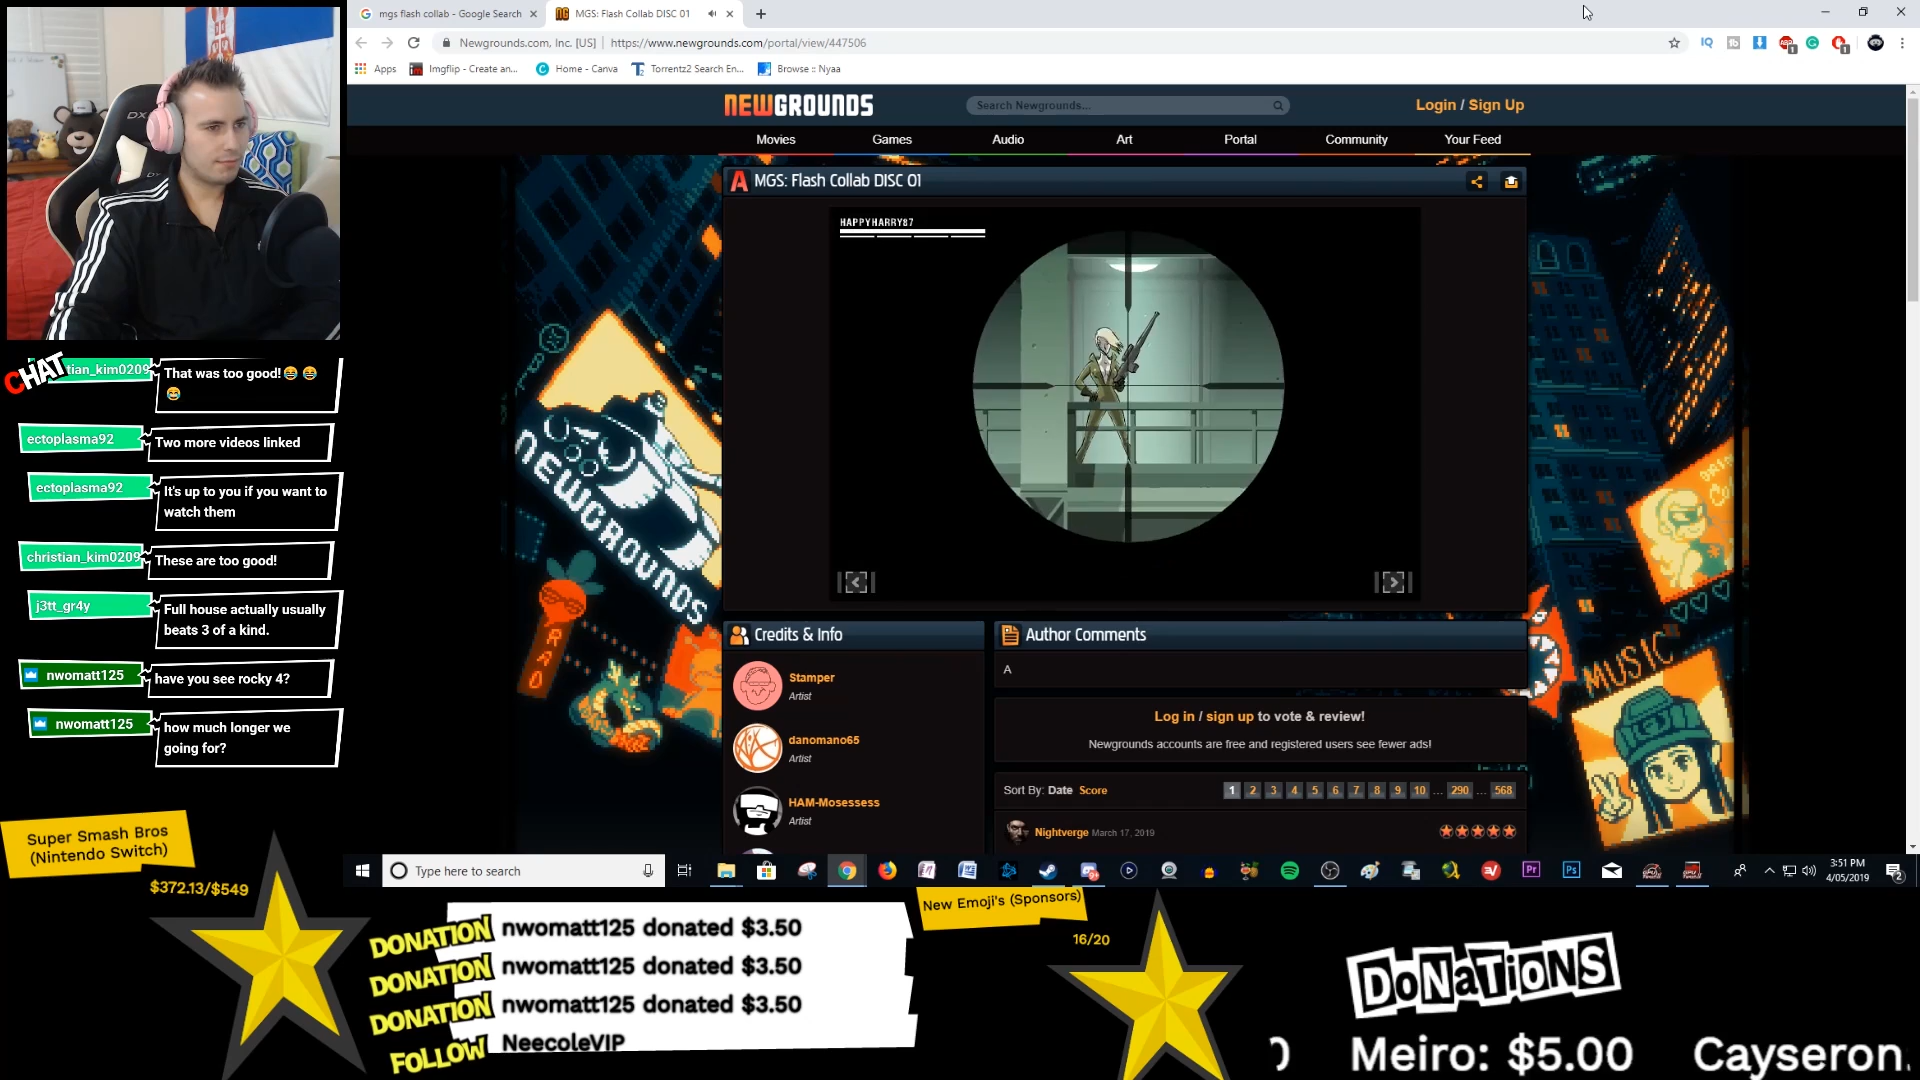 mgs flash collab - Google Search
MGS: Flash Collab DISC 01
Newgrounds.com, Inc. [US]
https://www.newgrounds.com/portal/view/447506
Apps
Imgflip - Create an...
Home - Canva
Torrentz2 Search En...
Browse :: Nyaa
NEWGROUNDS
Search Newgrounds...
Login / Sign Up
Movies
Games
Audio
Art
Portal
Community
Your Feed
A MGS: Flash Collab DISC 01
HAPPYHARRY87
NEWGROUNDS
RAD
MUSIC
Credits & Info
Stamper
Artist
danomano65
Artist
HAM-Mosessess
Artist
Author Comments
A
Log in / sign up to vote & review!
Newgrounds accounts are free and registered users see fewer ads!
Sort By: Date Score
1 2 3 4 5 6 7 8 9 10 ... 290 ... 568
Nightverge March 17, 2019
CHAT
tian_kim0209
That was too good!😂 😂
😂
ectoplasma92
Two more videos linked
ectoplasma92
It's up to you if you want to
watch them
christian_kim0209
These are too good!
j3tt_gr4y
Full house actually usually
beats 3 of a kind.
nwomatt125
have you see rocky 4?
nwomatt125
how much longer we
going for?
Type here to search
3:51 PM
4/05/2019
Super Smash Bros
(Nintendo Switch)
$372.13/$549
DONATION nwomatt125 donated $3.50
DONATION nwomatt125 donated $3.50
DONATION nwomatt125 donated $3.50
FOLLOW NeecoleVIP
New Emoji's (Sponsors)
16/20
DONATIONS
Meiro: $5.00
Cayseron